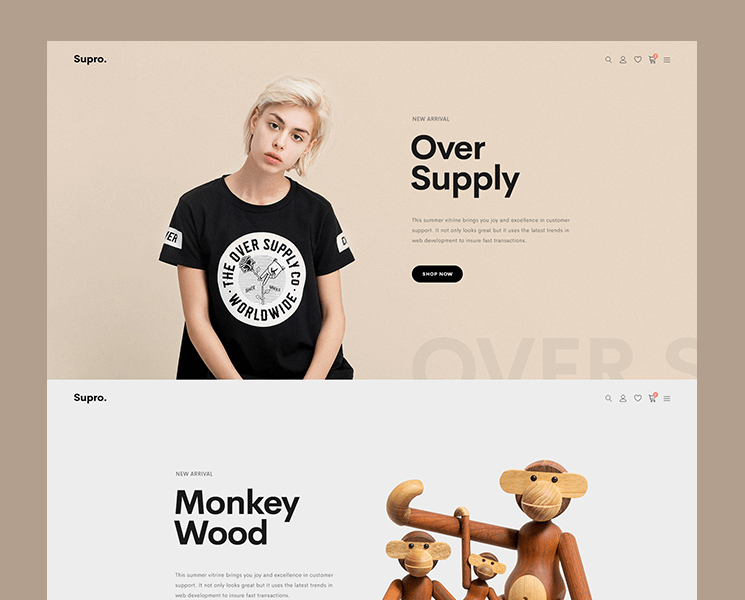 Supro.
NEW ARRIVAL
Over
Supply
This summer vitrine brings you joy and excellence in customer
support. It not only looks great but it uses the latest trends in
web development to insure fast transactions.
SHOP NOW
VER
THE OVER SUPPLY CO
SINCE
WORLDWIDE
OVER S
Supro.
NEW ARRIVAL
Monkey
Wood
This summer vitrine brings you joy and excellence in customer
support. It not only looks great but it uses the latest trends in
web development to insure fast transactions.